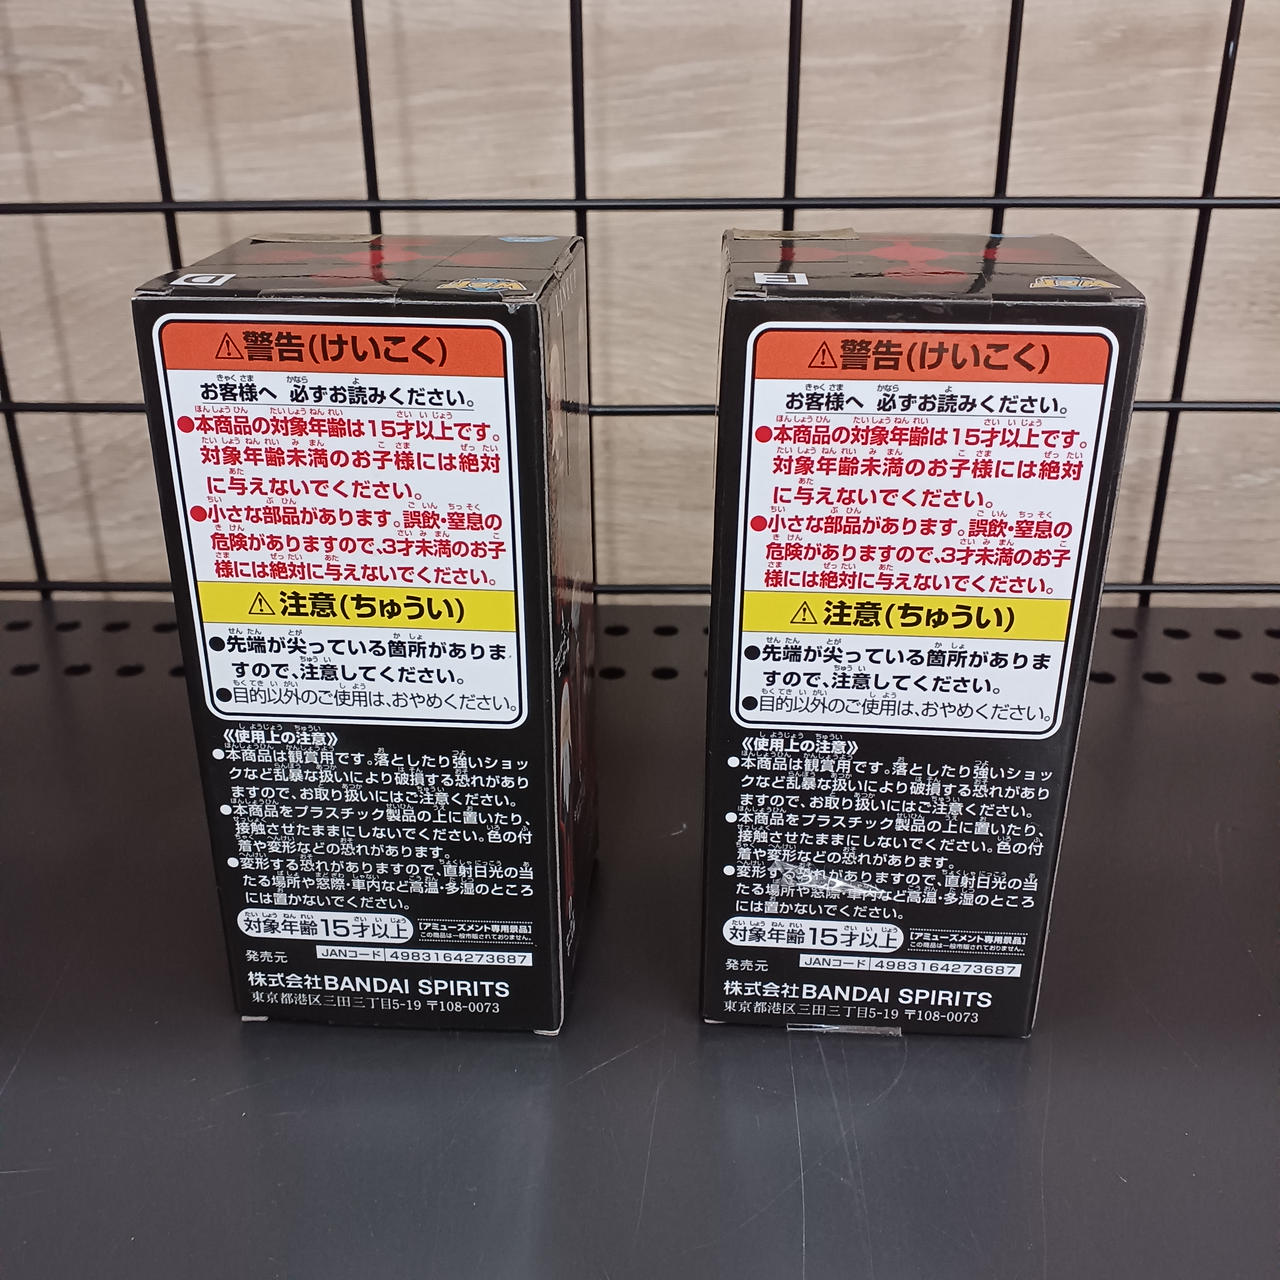 D
⚠警告(けいこく)
お客様へ 必ずお読みください。
●本商品の対象年齢は15才以上です。
対象年齢未満のお子様には絶対
に与えないでください。
●小さな部品があります。誤飲・窒息の
危険がありますので、3才未満のお子
様には絶対に与えないでください。
⚠注意(ちゅうい)
●先端が尖っている箇所がありま
すので、注意してください。
●目的以外のご使用は、おやめください。
《使用上の注意》
●本商品は観賞用です。落としたり強いショッ
クなど乱暴な扱いにより破損する恐れがあり
ますので、お取り扱いにはご注意ください。
●本商品をプラスチック製品の上に置いたり、
接触させたままにしないでください。色の付
着や変形などの恐れがあります。
●変形する恐れがありますので、直射日光の当
たる場所や窓際・車内など高温・多湿のところ
には置かないでください。
対象年齢15才以上
【アミューズメント専用景品】
この商品は一般市販されておりません。
発売元
JANコード 4983164273687
株式会社BANDAI SPIRITS
東京都港区三田三丁目5-19 〒108-0073
E
⚠警告(けいこく)
お客様へ 必ずお読みください。
●本商品の対象年齢は15才以上です。
対象年齢未満のお子様には絶対
に与えないでください。
●小さな部品があります。誤飲・窒息の
危険がありますので、3才未満のお子
様には絶対に与えないでください。
⚠注意(ちゅうい)
●先端が尖っている箇所がありま
すので、注意してください。
●目的以外のご使用は、おやめください。
《使用上の注意》
●本商品は観賞用です。落としたり強いショッ
クなど乱暴な扱いにより破損する恐れがあり
ますので、お取り扱いにはご注意ください。
●本商品をプラスチック製品の上に置いたり、
接触させたままにしないでください。色の付
着や変形などの恐れがあります。
●変形する恐れがありますので、直射日光の当
たる場所や窓際・車内など高温・多湿のところ
には置かないでください。
対象年齢15才以上
【アミューズメント専用景品】
この商品は一般市販されておりません。
発売元
JANコード 4983164273687
株式会社BANDAI SPIRITS
東京都港区三田三丁目5-19 〒108-0073